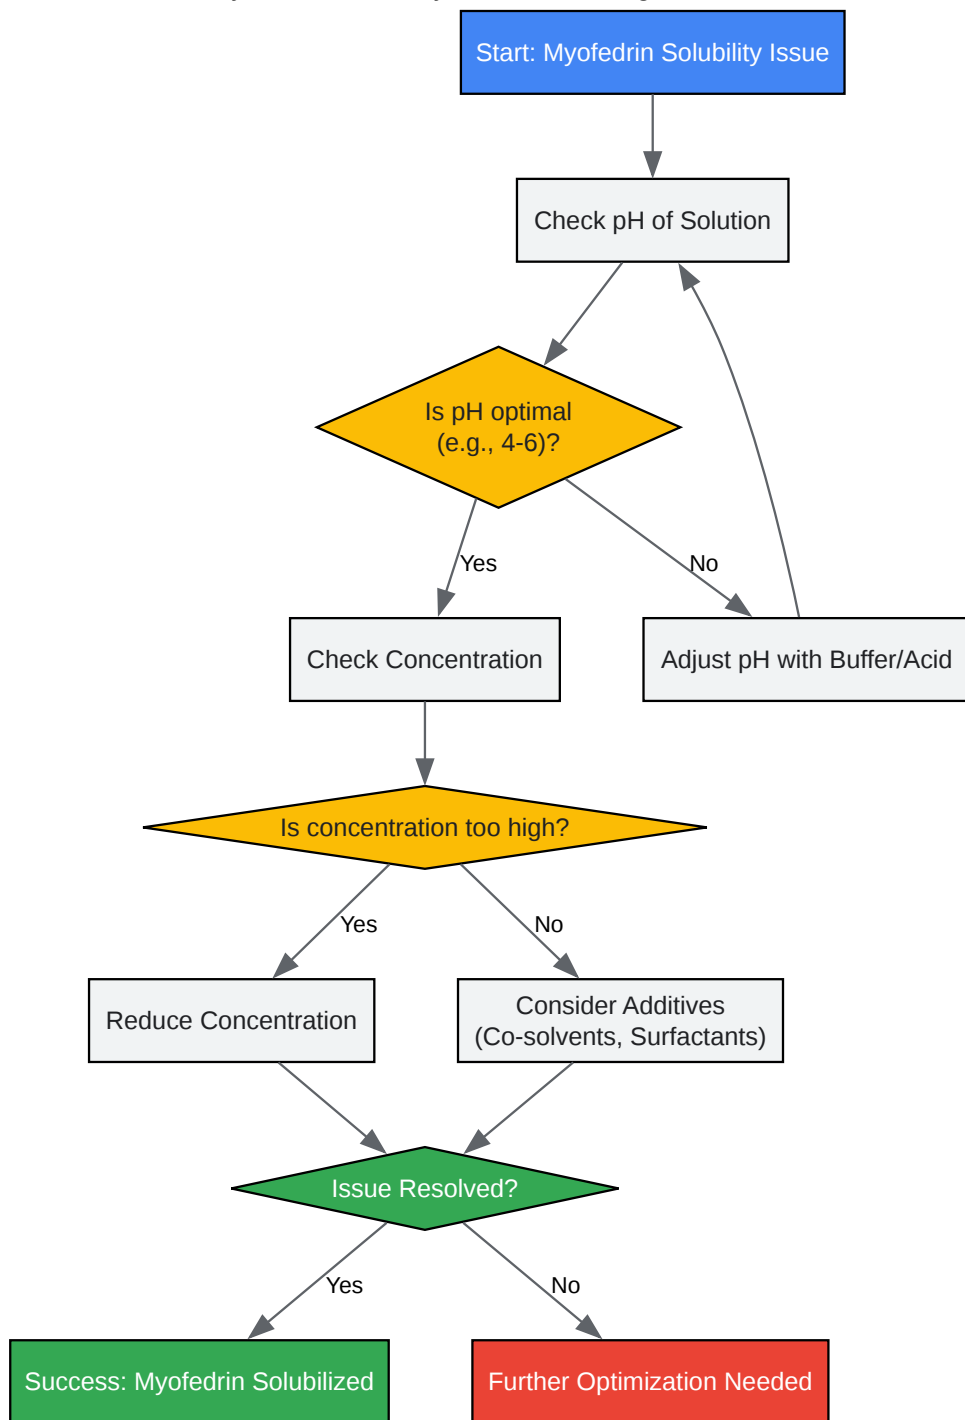 Start: Myofedrin Solubility Issue
Check pH of Solution
Is pH optimal
(e.g., 4-6)?
Yes
No
Check Concentration
Adjust pH with Buffer/Acid
Is concentration too high?
Yes
No
Reduce Concentration
Consider Additives
(Co-solvents, Surfactants)
Issue Resolved?
Yes
No
Success: Myofedrin Solubilized
Further Optimization Needed